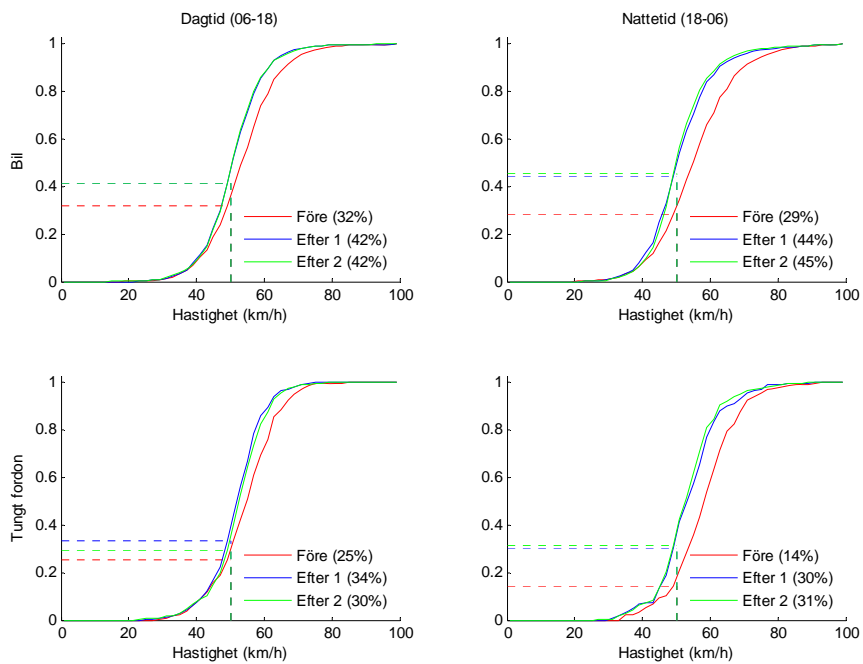 Dagtid (06-18)
Nattetid (18-06)
1
0.8
0.6
0.4
0.2
0
Bil
Före (32%)
Efter 1 (42%)
Efter 2 (42%)
0 20 40 60 80 100
Hastighet (km/h)
1
0.8
0.6
0.4
0.2
0
Före (29%)
Efter 1 (44%)
Efter 2 (45%)
0 20 40 60 80 100
Hastighet (km/h)
1
0.8
0.6
0.4
0.2
0
Tungt fordon
Före (25%)
Efter 1 (34%)
Efter 2 (30%)
0 20 40 60 80 100
Hastighet (km/h)
1
0.8
0.6
0.4
0.2
0
Före (14%)
Efter 1 (30%)
Efter 2 (31%)
0 20 40 60 80 100
Hastighet (km/h)